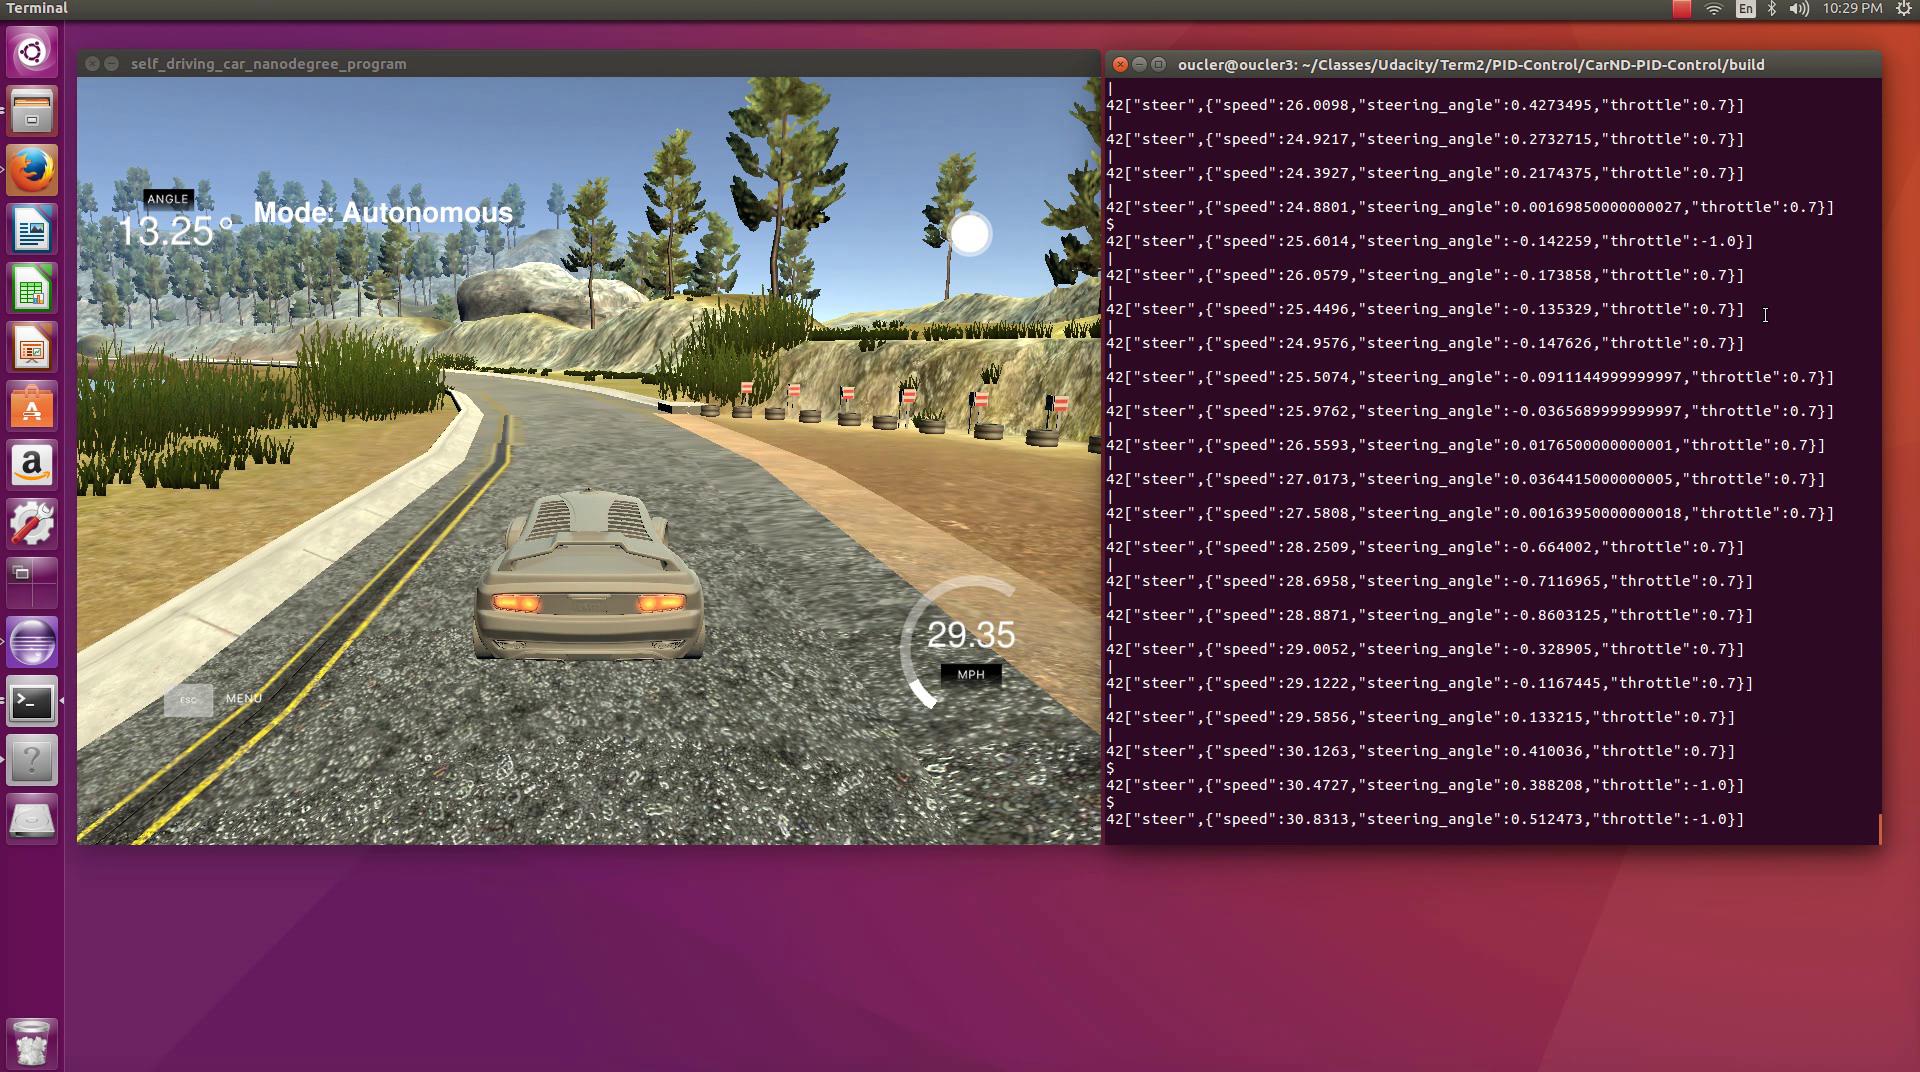 Terminal
En
10:29 PM
self_driving_car_nanodegree_program
ANGLE
13.25°
Mode: Autonomous
29.35
MPH
ESC
MENU
a
>_
?
oucler@oucler3: ~/Classes/Udacity/Term2/PID-Control/CarND-PID-Control/build
|
42["steer",{"speed":26.0098,"steering_angle":0.4273495,"throttle":0.7}]
|
42["steer",{"speed":24.9217,"steering_angle":0.2732715,"throttle":0.7}]
|
42["steer",{"speed":24.3927,"steering_angle":0.2174375,"throttle":0.7}]
|
42["steer",{"speed":24.8801,"steering_angle":0.00169850000000027,"throttle":0.7}]
$
42["steer",{"speed":25.6014,"steering_angle":-0.142259,"throttle":-1.0}]
|
42["steer",{"speed":26.0579,"steering_angle":-0.173858,"throttle":0.7}]
|
42["steer",{"speed":25.4496,"steering_angle":-0.135329,"throttle":0.7}]
|
42["steer",{"speed":24.9576,"steering_angle":-0.147626,"throttle":0.7}]
|
42["steer",{"speed":25.5074,"steering_angle":-0.0911144999999997,"throttle":0.7}]
|
42["steer",{"speed":25.9762,"steering_angle":-0.0365689999999997,"throttle":0.7}]
|
42["steer",{"speed":26.5593,"steering_angle":0.0176500000000001,"throttle":0.7}]
|
42["steer",{"speed":27.0173,"steering_angle":0.0364415000000005,"throttle":0.7}]
|
42["steer",{"speed":27.5808,"steering_angle":0.00163950000000018,"throttle":0.7}]
|
42["steer",{"speed":28.2509,"steering_angle":-0.664002,"throttle":0.7}]
|
42["steer",{"speed":28.6958,"steering_angle":-0.7116965,"throttle":0.7}]
|
42["steer",{"speed":28.8871,"steering_angle":-0.8603125,"throttle":0.7}]
|
42["steer",{"speed":29.0052,"steering_angle":-0.328905,"throttle":0.7}]
|
42["steer",{"speed":29.1222,"steering_angle":-0.1167445,"throttle":0.7}]
|
42["steer",{"speed":29.5856,"steering_angle":0.133215,"throttle":0.7}]
|
42["steer",{"speed":30.1263,"steering_angle":0.410036,"throttle":0.7}]
$
42["steer",{"speed":30.4727,"steering_angle":0.388208,"throttle":-1.0}]
$
42["steer",{"speed":30.8313,"steering_angle":0.512473,"throttle":-1.0}]